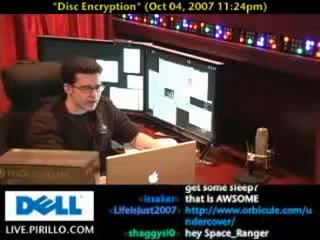 *Disc Encryption* (Oct 04, 2007 11:24pm)
DELL
LIVE.PIRILLO.COM
get some sleep?
<issaker> that is AWSOME
<LifeisJust2007> http://www.orbicule.com/u
ndercover/
<shaggysl0> hey Space_Ranger